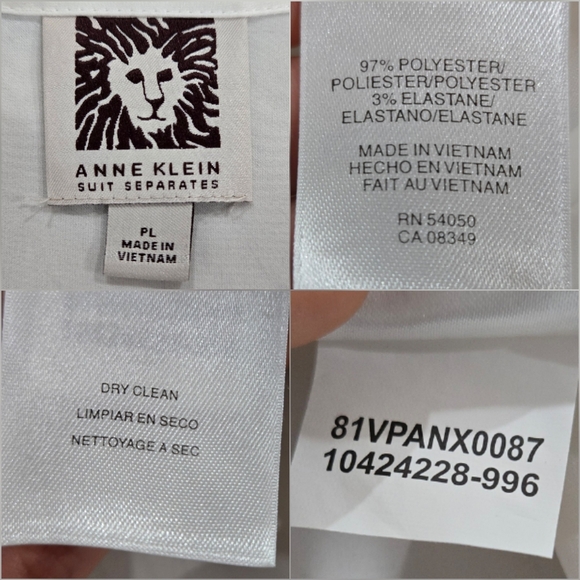 ANNE KLEIN
SUIT SEPARATES
PL
MADE IN
VIETNAM
97% POLYESTER/
POLIESTER/POLYESTER
3% ELASTANE/
ELASTANO/ELASTANE
MADE IN VIETNAM
HECHO EN VIETNAM
FAIT AU VIETNAM
RN 54050
CA 08349
DRY CLEAN
LIMPIAR EN SECO
NETTOYAGE A SEC
81VPANX0087
10424228-996